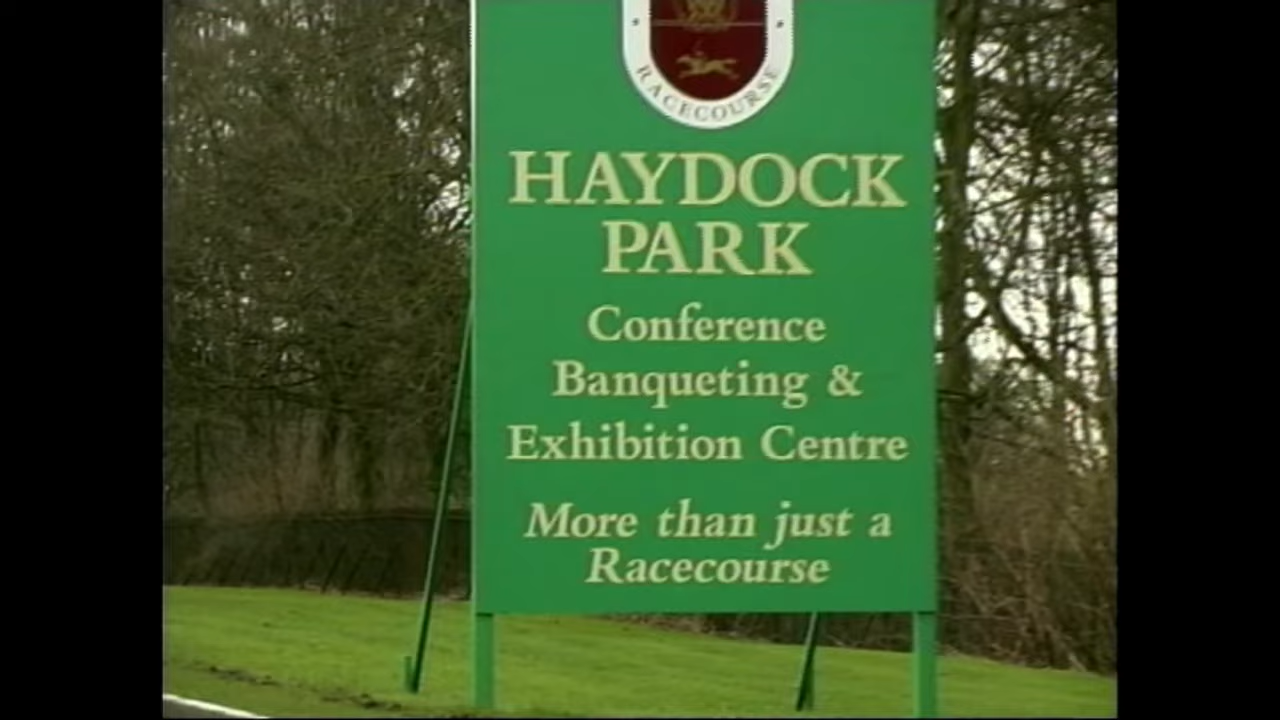 RACECOURSE
HAYDOCK
PARK
Conference
Banqueting &
Exhibition Centre
More than just a
Racecourse